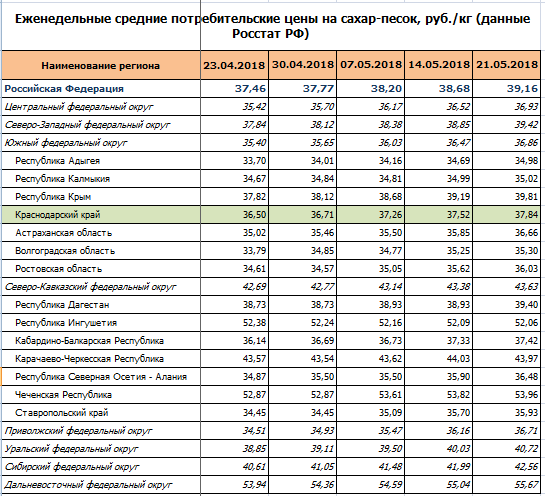 Еженедельные средние потребительские цены на сахар-песок, руб./кг (данные
Росстат РФ)
Наименование региона 23.04.2018 30.04.2018 07.05.2018 14.05.2018 21.05.2018
Российская Федерация 37,46 37,77 38,20 38,68 39,16
Центральный федеральный округ 35,42 35,70 36,17 36,52 36,93
Северо-Западный федеральный округ 37,84 38,12 38,38 38,85 39,42
Южный федеральный округ 35,40 35,65 36,03 36,47 36,86
Республика Адыгея 33,70 34,01 34,16 34,69 34,98
Республика Калмыкия 34,67 34,84 34,81 34,99 35,02
Республика Крым 37,82 38,12 38,68 39,19 39,81
Краснодарский край 36,50 36,71 37,26 37,52 37,84
Астраханская область 35,02 35,46 35,50 35,85 36,66
Волгоградская область 33,79 34,85 34,77 35,25 35,30
Ростовская область 34,61 34,57 35,05 35,62 36,03
Северо-Кавказский федеральный округ 42,69 42,77 43,14 43,38 43,63
Республика Дагестан 38,73 38,73 38,93 38,93 39,40
Республика Ингушетия 52,38 52,24 52,16 52,09 52,06
Кабардино-Балкарская Республика 36,14 36,69 36,73 37,33 37,42
Карачаево-Черкесская Республика 43,57 43,54 43,62 44,03 43,97
Республика Северная Осетия - Алания 34,87 35,50 35,50 35,90 36,48
Чеченская Республика 52,87 52,87 53,61 53,82 53,96
Ставропольский край 34,45 34,45 35,09 35,70 35,93
Приволжский федеральный округ 34,51 34,93 35,47 36,16 36,71
Уральский федеральный округ 38,85 39,11 39,50 40,03 40,72
Сибирский федеральный округ 40,61 41,05 41,48 41,99 42,56
Дальневосточный федеральный округ 53,94 54,36 54,59 55,04 55,67